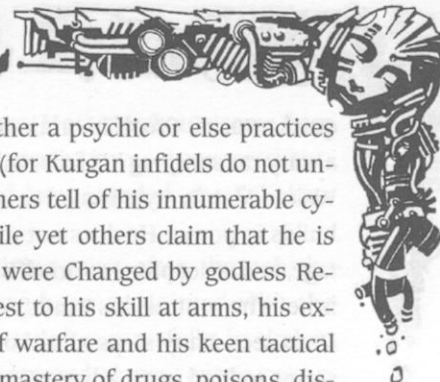 ther a psychic or else practices
(for Kurgan infidels do not un-
ners tell of his innumerable cy-
ile yet others claim that he is
were Changed by godless Re-
est to his skill at arms, his ex-
of warfare and his keen tactical
mastery of drugs, poisons, dis-